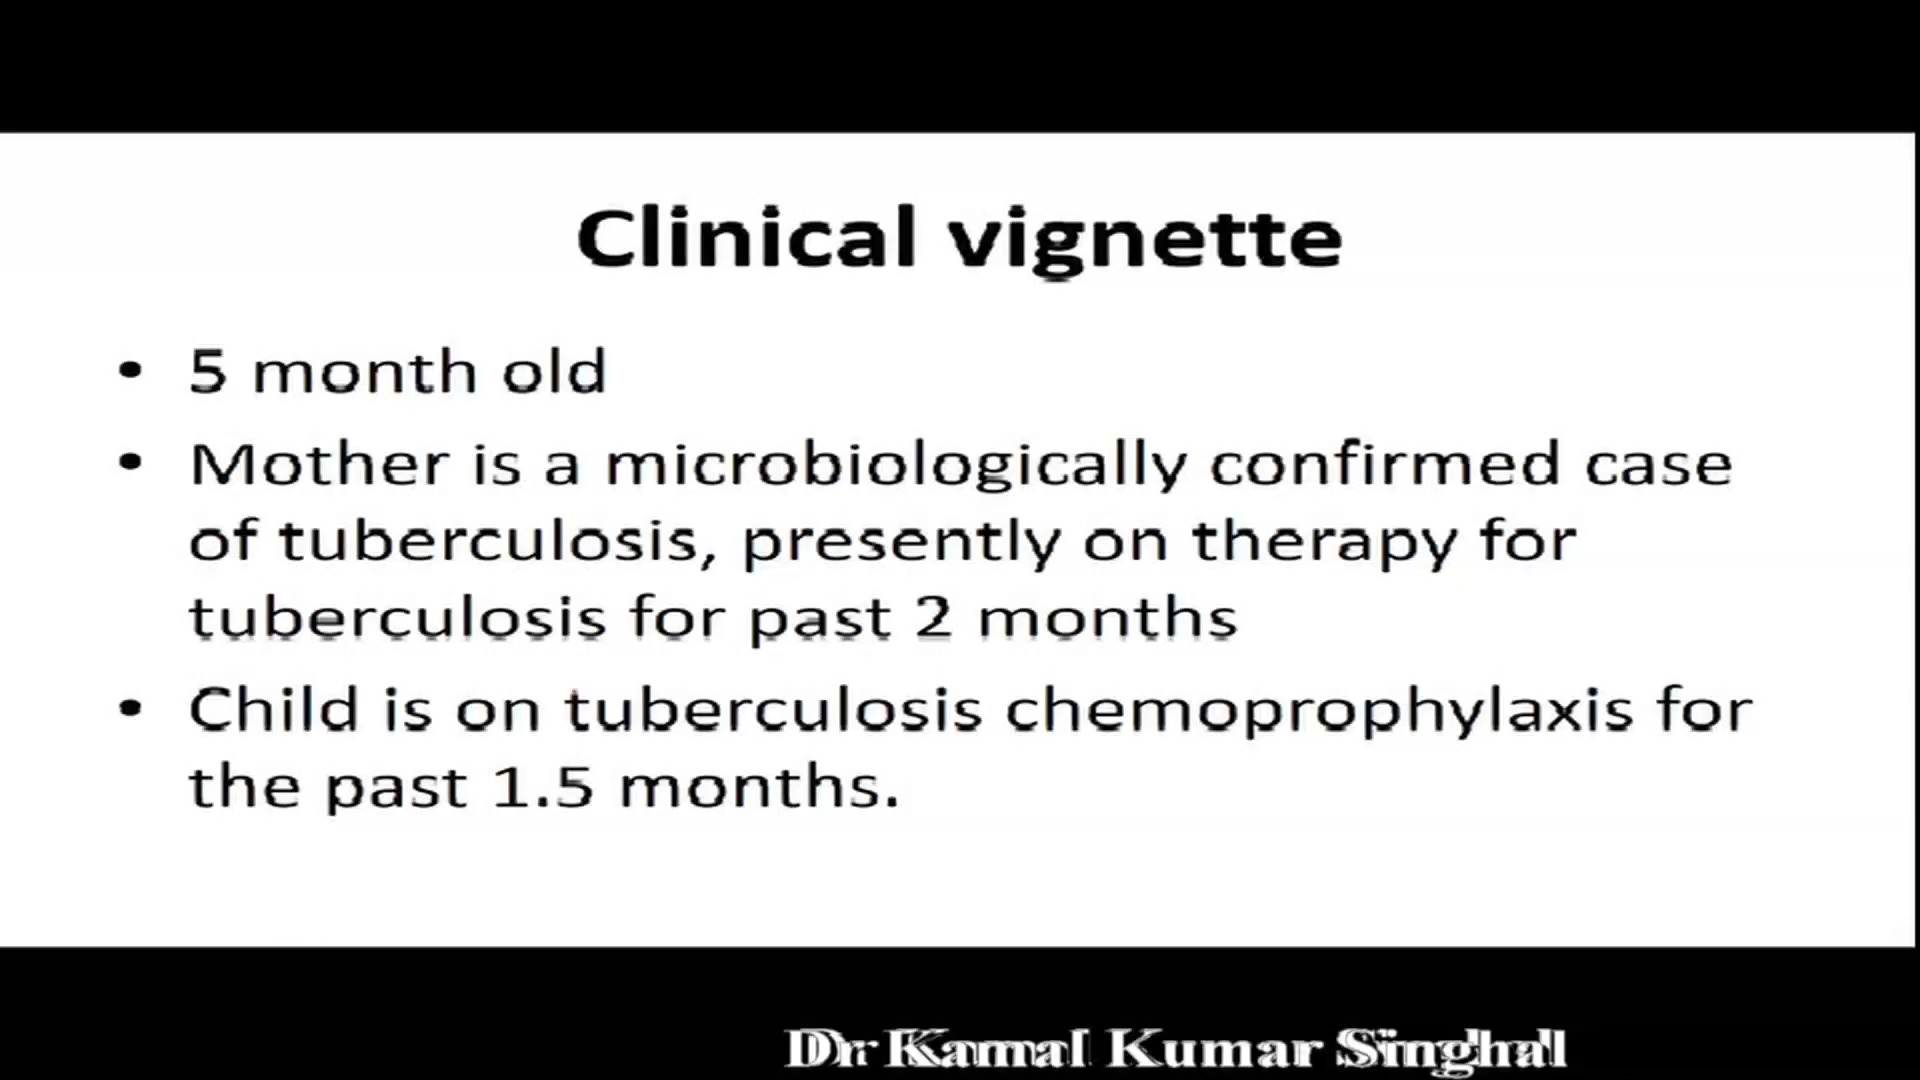 Clinical vignette
• 5 month old
• Mother is a microbiologically confirmed case
of tuberculosis, presently on therapy for
tuberculosis for past 2 months
• Child is on tuberculosis chemoprophylaxis for
the past 1.5 months.
Dr Kamal Kumar Singhal